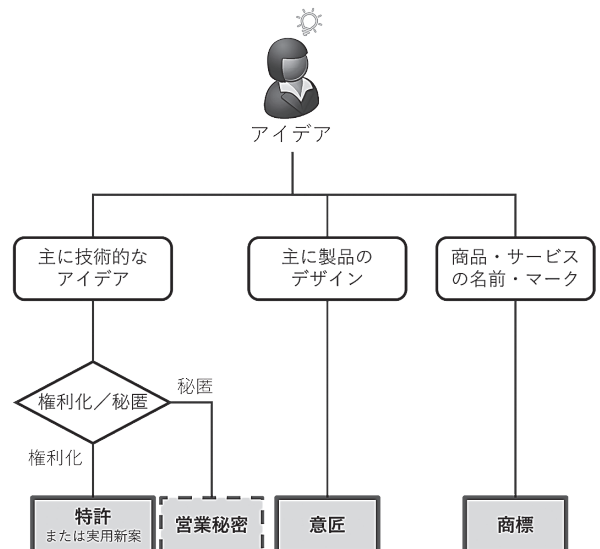 アイデア
主に技術的な
アイデア
主に製品の
デザイン
商品・サービス
の名前・マーク
権利化／秘匿
秘匿
権利化
特許
または実用新案
営業秘密
意匠
商標